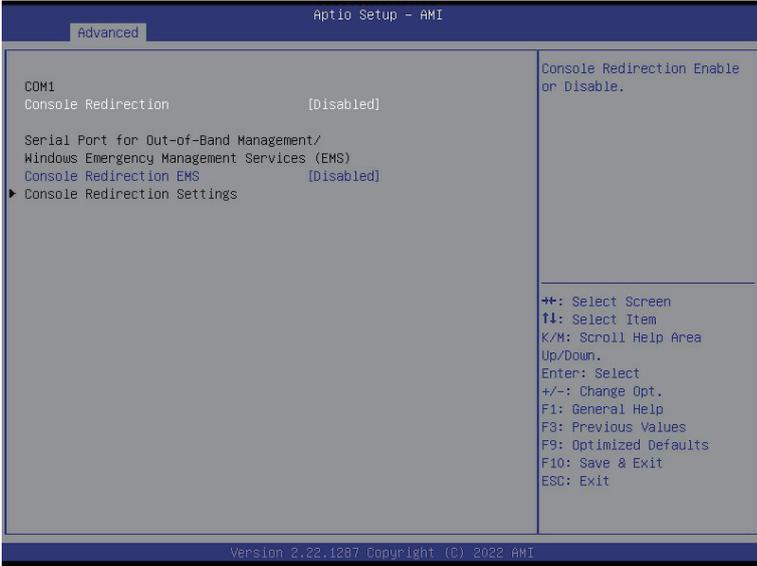 Aptio Setup – AMI
Advanced
COM1
Console Redirection [Disabled]
Serial Port for Out-of-Band Management/
Windows Emergency Management Services (EMS)
Console Redirection EMS [Disabled]
Console Redirection Settings
Console Redirection Enable
or Disable.
→←: Select Screen
↑↓: Select Item
K/M: Scroll Help Area
Up/Down.
Enter: Select
+/-: Change Opt.
F1: General Help
F3: Previous Values
F9: Optimized Defaults
F10: Save & Exit
ESC: Exit
Version 2.22.1287 Copyright (C) 2022 AMI